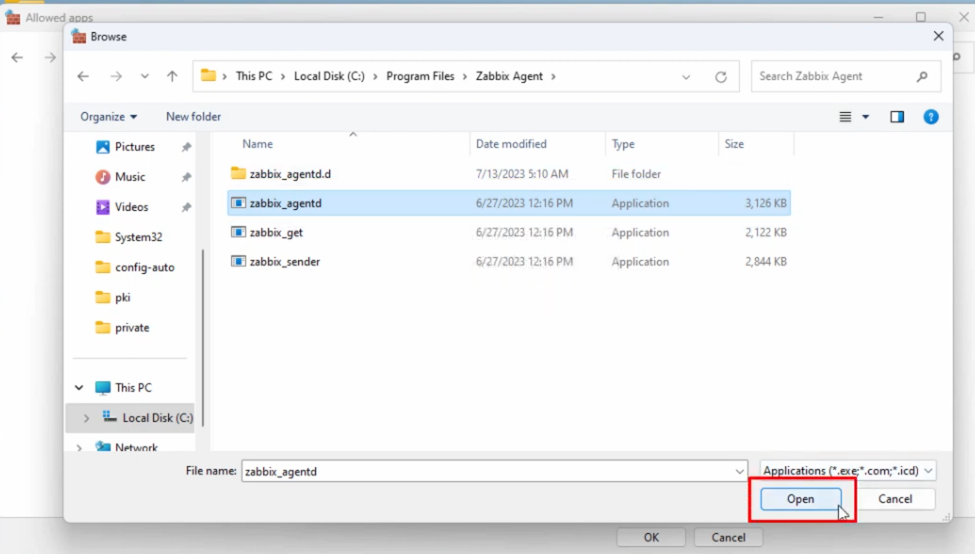 Allowed apps
Browse
This PC > Local Disk (C:) > Program Files > Zabbix Agent >
Search Zabbix Agent
Organize
New folder
?
Name
Date modified
Type
Size
Pictures
Music
Videos
System32
config-auto
pki
private
This PC
Local Disk (C:)
Network
zabbix_agentd.d 7/13/2023 5:10 AM File folder
zabbix_agentd 6/27/2023 12:16 PM Application 3,126 KB
zabbix_get 6/27/2023 12:16 PM Application 2,122 KB
zabbix_sender 6/27/2023 12:16 PM Application 2,844 KB
File name: zabbix_agentd
Applications (*.exe;*.com;*.icd)
Open
Cancel
OK
Cancel